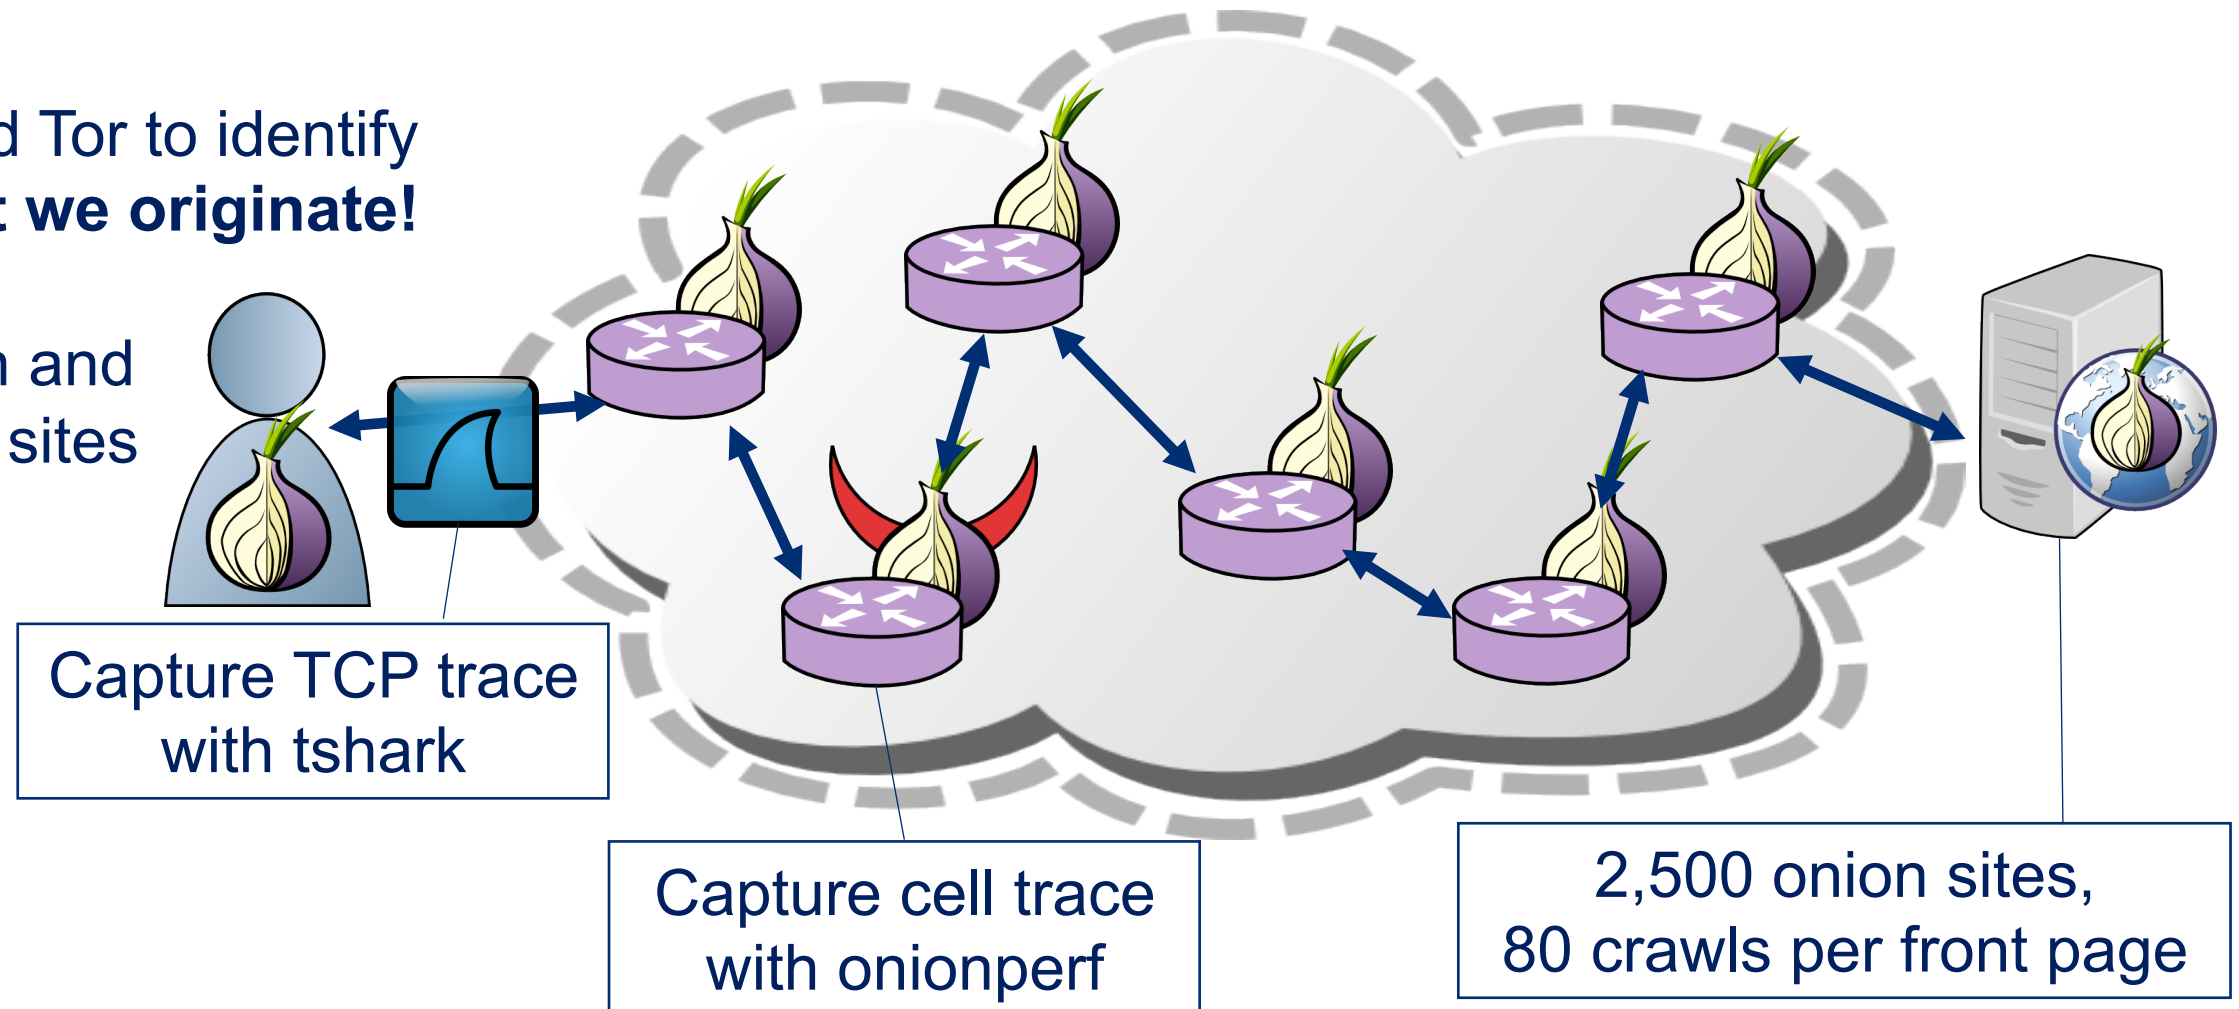 d Tor to identify
t we originate!
n and
sites
Capture TCP trace
with tshark
Capture cell trace
with onionperf
2,500 onion sites,
80 crawls per front page